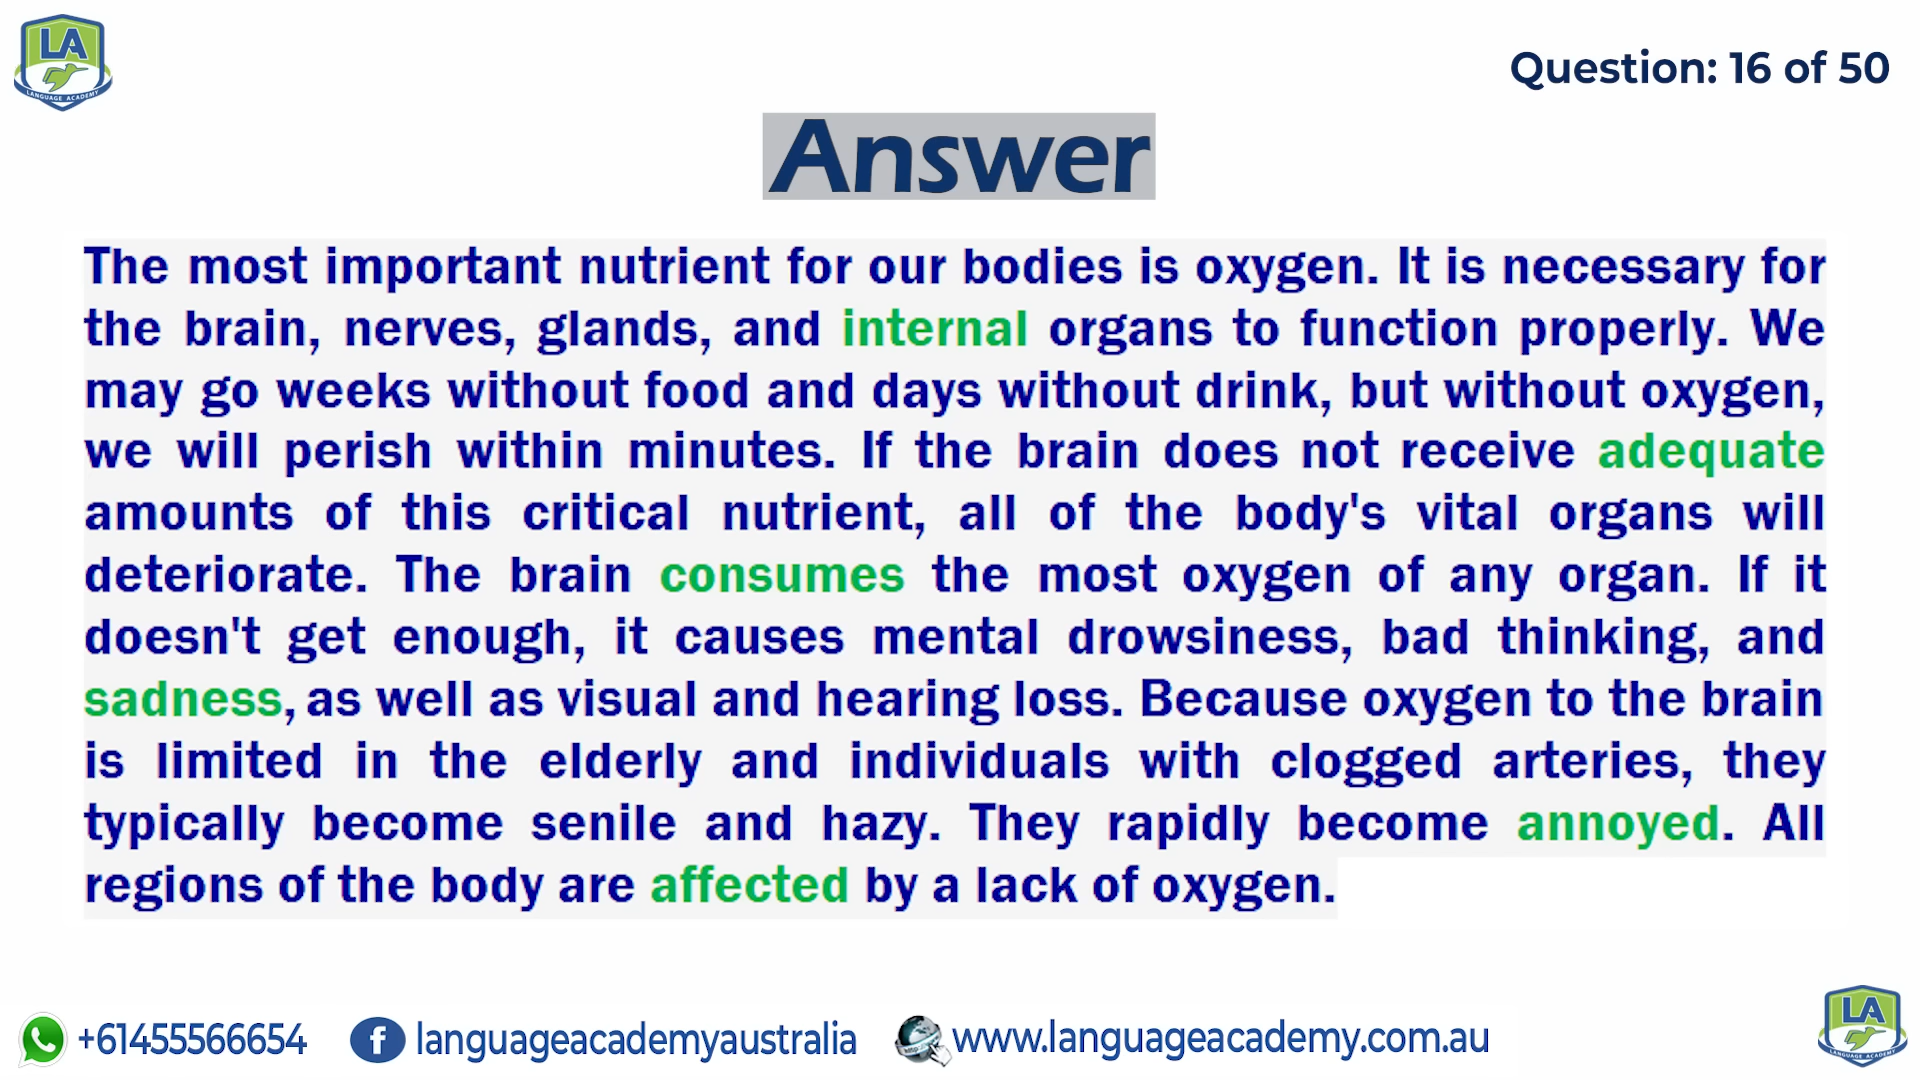 LA
LANGUAGE ACADEMY
Question: 16 of 50
Answer
The most important nutrient for our bodies is oxygen. It is necessary for
the brain, nerves, glands, and internal organs to function properly. We
may go weeks without food and days without drink, but without oxygen,
we will perish within minutes. If the brain does not receive adequate
amounts of this critical nutrient, all of the body's vital organs will
deteriorate. The brain consumes the most oxygen of any organ. If it
doesn't get enough, it causes mental drowsiness, bad thinking, and
sadness, as well as visual and hearing loss. Because oxygen to the brain
is limited in the elderly and individuals with clogged arteries, they
typically become senile and hazy. They rapidly become annoyed. All
regions of the body are affected by a lack of oxygen.
+61455566654
f languageacademyaustralia
http:// www.languageacademy.com.au
LA
LANGUAGE ACADEMY